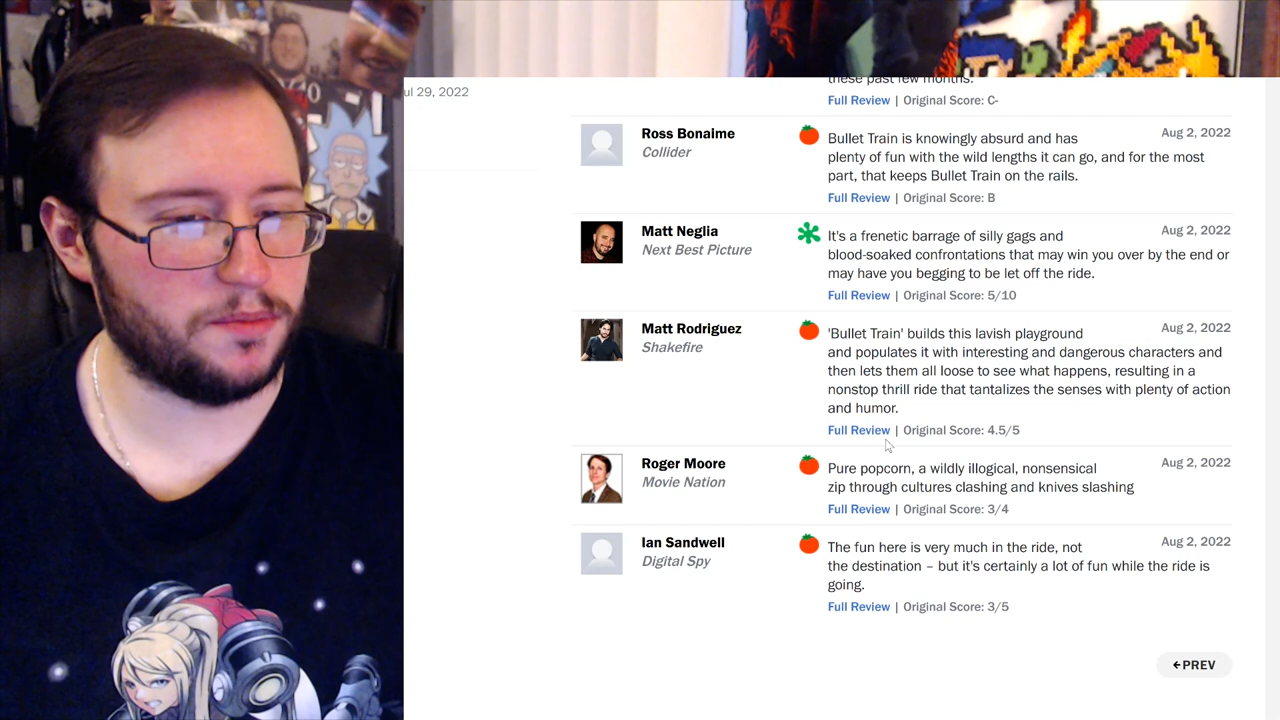 these past few months.
Full Review | Original Score: C-
ul 29, 2022
Ross Bonaime
Collider
Bullet Train is knowingly absurd and has
plenty of fun with the wild lengths it can go, and for the most
part, that keeps Bullet Train on the rails.
Aug 2, 2022
Full Review | Original Score: B
Matt Neglia
Next Best Picture
It's a frenetic barrage of silly gags and
blood-soaked confrontations that may win you over by the end or
may have you begging to be let off the ride.
Aug 2, 2022
Full Review | Original Score: 5/10
Matt Rodriguez
Shakefire
'Bullet Train' builds this lavish playground
and populates it with interesting and dangerous characters and
then lets them all loose to see what happens, resulting in a
nonstop thrill ride that tantalizes the senses with plenty of action
and humor.
Aug 2, 2022
Full Review | Original Score: 4.5/5
Roger Moore
Movie Nation
Pure popcorn, a wildly illogical, nonsensical
zip through cultures clashing and knives slashing
Aug 2, 2022
Full Review | Original Score: 3/4
Ian Sandwell
Digital Spy
The fun here is very much in the ride, not
the destination – but it's certainly a lot of fun while the ride is
going.
Aug 2, 2022
Full Review | Original Score: 3/5
PREV